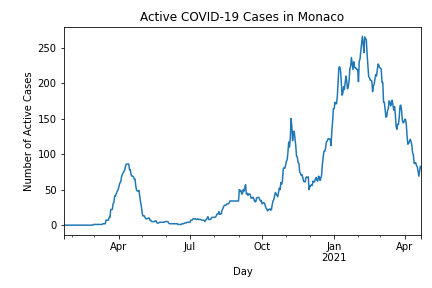 Active COVID-19 Cases in Monaco
250
200
150
100
50
0
Number of Active Cases
Apr
Jul
Oct
Jan
2021
Apr
Day